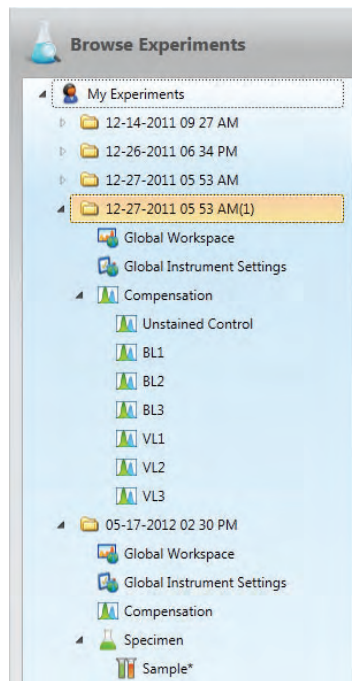 Browse Experiments
My Experiments
12-14-2011 09 27 AM
12-26-2011 06 34 PM
12-27-2011 05 53 AM
12-27-2011 05 53 AM(1)
Global Workspace
Global Instrument Settings
Compensation
Unstained Control
BL1
BL2
BL3
VL1
VL2
VL3
05-17-2012 02 30 PM
Global Workspace
Global Instrument Settings
Compensation
Specimen
Sample*